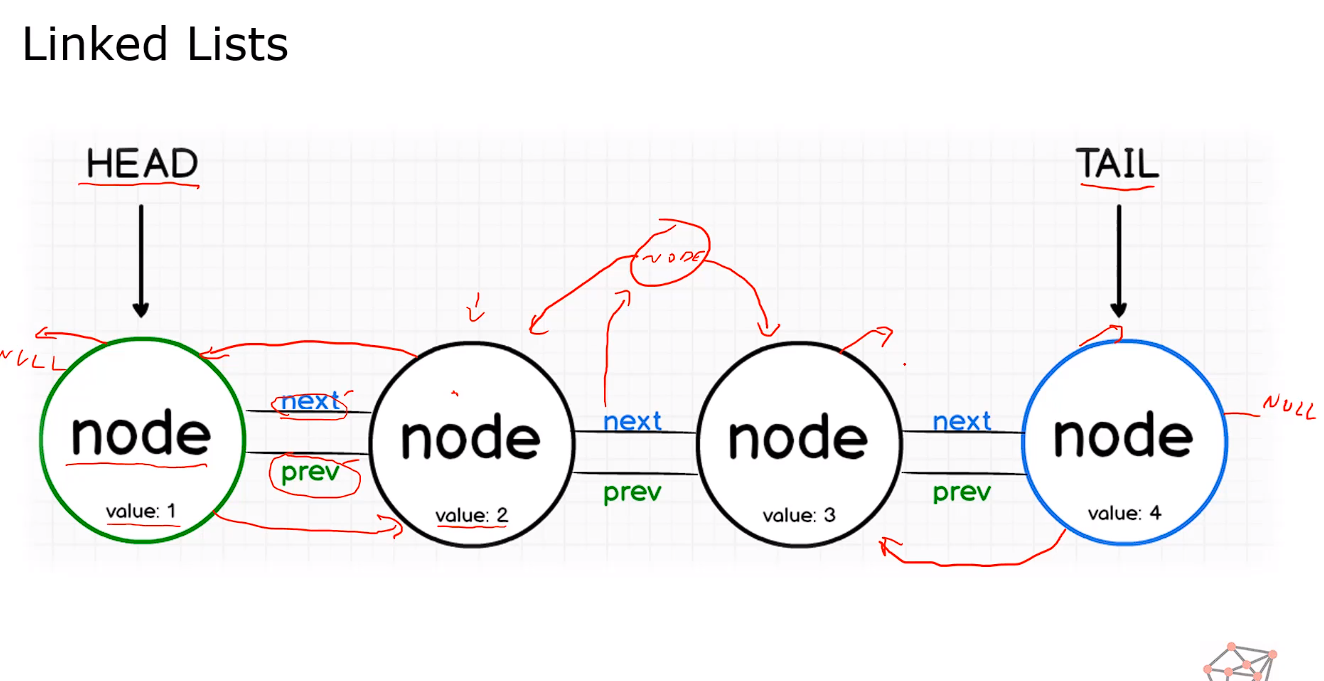 Linked Lists
HEAD
TAIL
NODE
NULL
next
prev
node
value: 1
node
value: 2
next
prev
node
value: 3
next
prev
node
value: 4
NULL